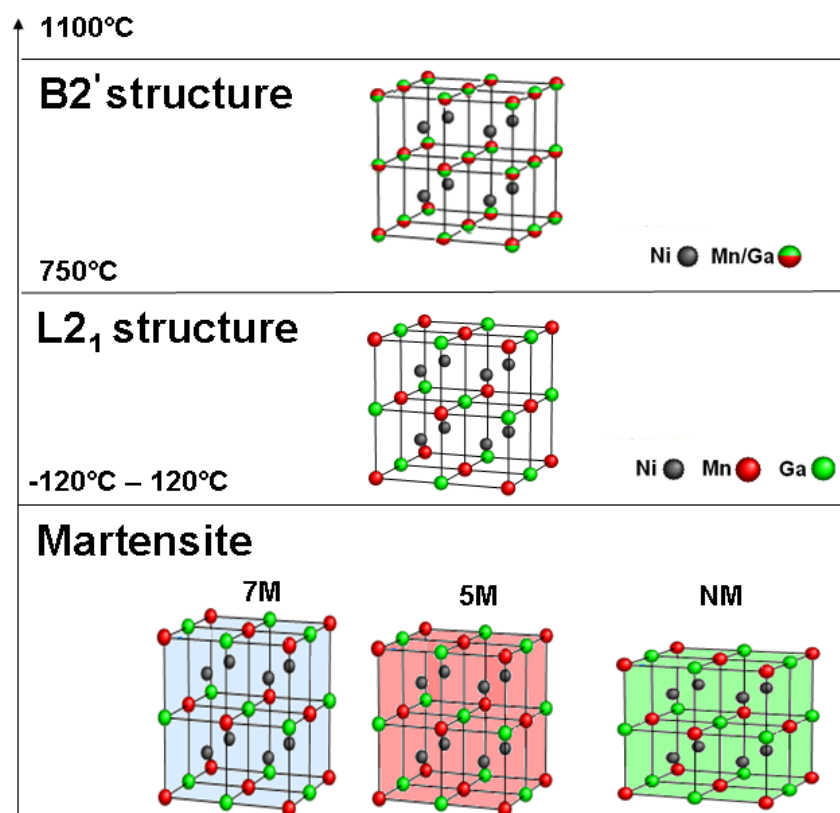 1100°C
B2' structure
Ni Mn/Ga
750°C
L2₁ structure
Ni Mn Ga
-120°C – 120°C
Martensite
7M 5M NM